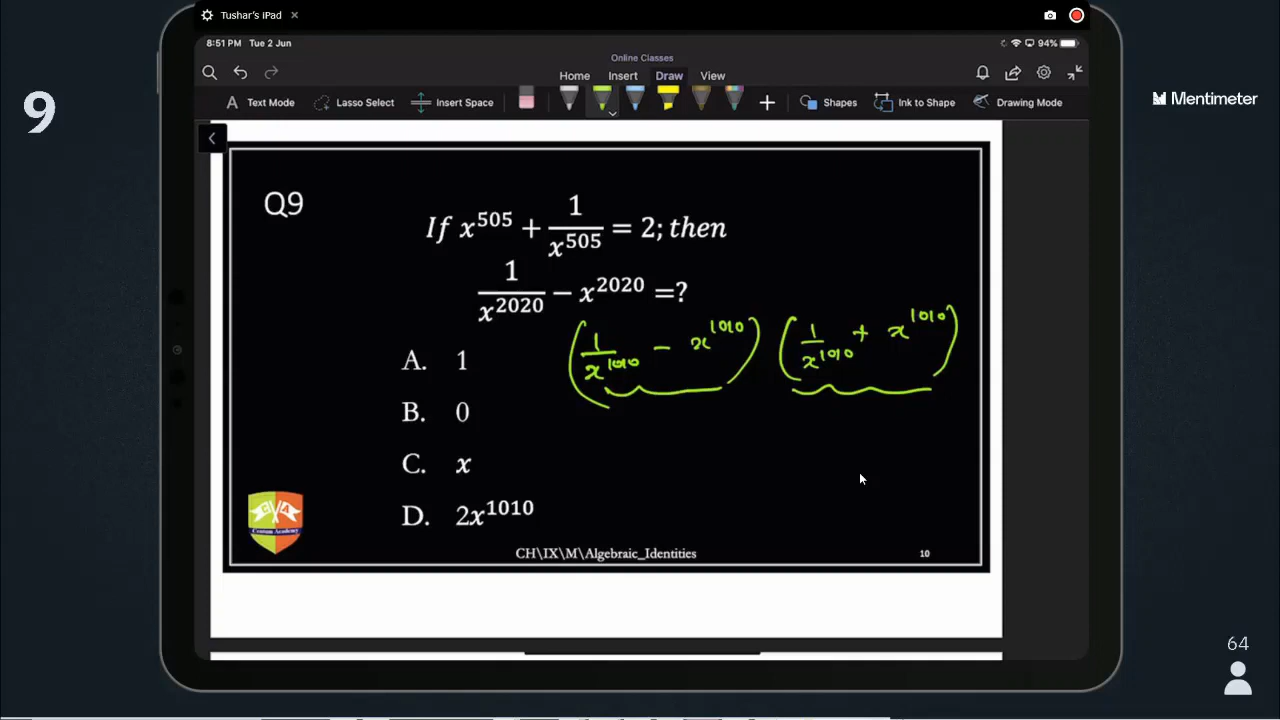 Tushar's iPad ×
8:51 PM Tue 2 Jun
94%
Online Classes
Home Insert Draw View
A Text Mode Lasso Select Insert Space Shapes Ink to Shape Drawing Mode
9
Mentimeter
Q9
If x^505 + 1/x^505 = 2; then
1/x^2020 − x^2020 =?
(1/x^1010 − x^1010) (1/x^1010 + x^1010)
A. 1
B. 0
C. x
D. 2x^1010
Centum Academy
CH\IX\M\Algebraic_Identities
10
64